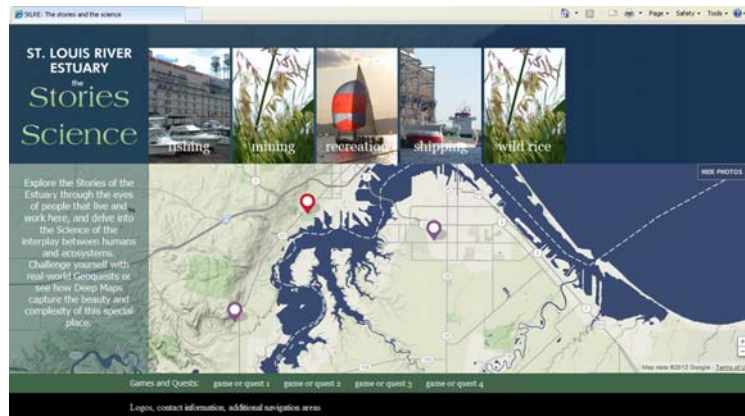 SLRE: The stories and the science
Page
Safety
Tools
ST. LOUIS RIVER
ESTUARY
the
Stories
Science
fishing
mining
recreation
shipping
wild rice
HIDE PHOTOS
Explore the Stories of the
Estuary through the eyes
of people that live and
work here, and delve into
the Science of the
interplay between humans
and ecosystems.
Challenge yourself with
real-world Geoquests or
see how Deep Maps
capture the beauty and
complexity of this special
place.
Map data ©2012 Google - Terms of U
Games and Quests: game or quest 1 game or quest 2 game or quest 3 game or quest 4
Logos, contact information, additional navigation areas